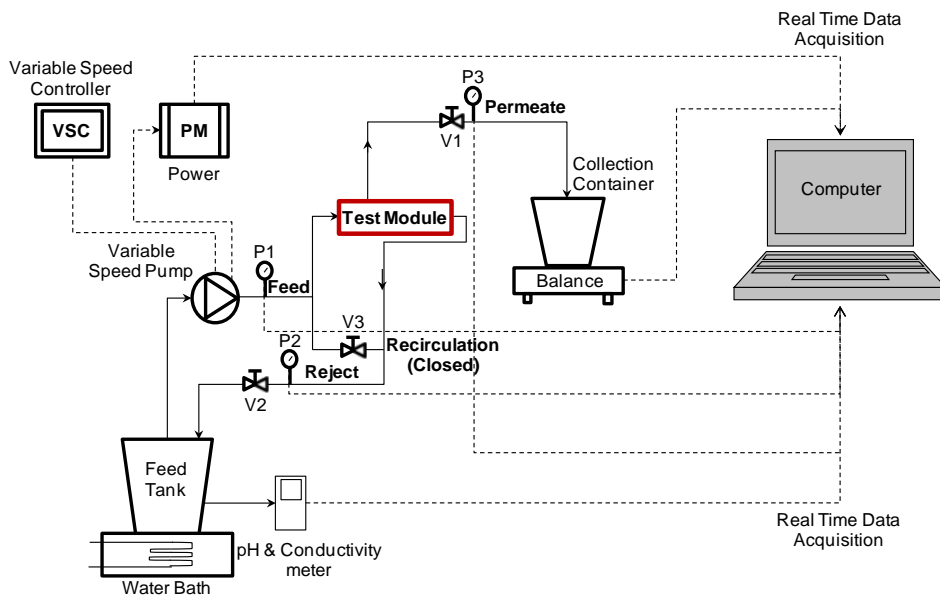 Real Time Data
Acquisition
Variable Speed
Controller
VSC
PM
Power
P3
Permeate
V1
Collection
Container
Computer
Test Module
Variable
Speed Pump
P1
Feed
Balance
V3
Recirculation
(Closed)
P2
Reject
V2
Feed
Tank
pH & Conductivity
meter
Water Bath
Real Time Data
Acquisition